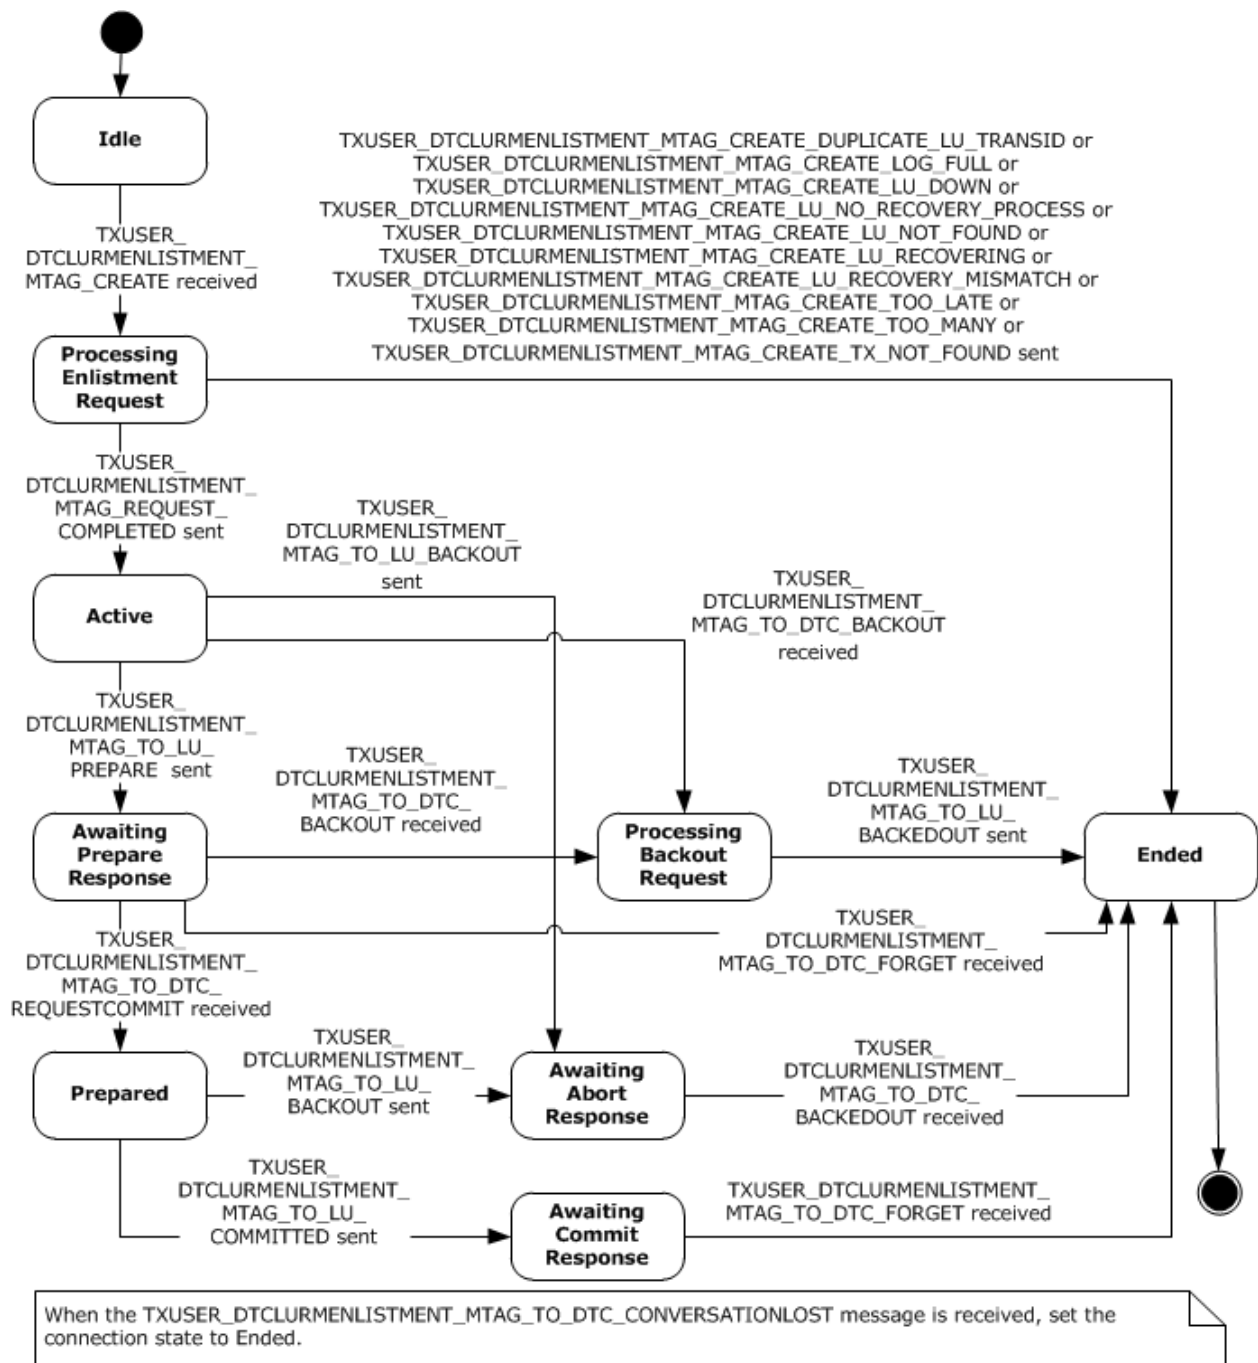 Idle
TXUSER_DTCLURMENLISTMENT_MTAG_CREATE_DUPLICATE_LU_TRANSID or
TXUSER_DTCLURMENLISTMENT_MTAG_CREATE_LOG_FULL or
TXUSER_DTCLURMENLISTMENT_MTAG_CREATE_LU_DOWN or
TXUSER_DTCLURMENLISTMENT_MTAG_CREATE_LU_NO_RECOVERY_PROCESS or
TXUSER_DTCLURMENLISTMENT_MTAG_CREATE_LU_NOT_FOUND or
TXUSER_DTCLURMENLISTMENT_MTAG_CREATE_LU_RECOVERING or
TXUSER_DTCLURMENLISTMENT_MTAG_CREATE_LU_RECOVERY_MISMATCH or
TXUSER_DTCLURMENLISTMENT_MTAG_CREATE_TOO_LATE or
TXUSER_DTCLURMENLISTMENT_MTAG_CREATE_TOO_MANY or
TXUSER_DTCLURMENLISTMENT_MTAG_CREATE_TX_NOT_FOUND sent
TXUSER_
DTCLURMENLISTMENT_
MTAG_CREATE received
Processing
Enlistment
Request
TXUSER_
DTCLURMENLISTMENT_
MTAG_REQUEST_
COMPLETED sent
TXUSER_
DTCLURMENLISTMENT_
MTAG_TO_LU_BACKOUT
sent
Active
TXUSER_
DTCLURMENLISTMENT_
MTAG_TO_DTC_BACKOUT
received
TXUSER_
DTCLURMENLISTMENT_
MTAG_TO_LU_
PREPARE sent
TXUSER_
DTCLURMENLISTMENT_
MTAG_TO_DTC_
BACKOUT received
TXUSER_
DTCLURMENLISTMENT_
MTAG_TO_LU_
BACKEDOUT sent
Awaiting
Prepare
Response
Processing
Backout
Request
Ended
TXUSER_
DTCLURMENLISTMENT_
MTAG_TO_DTC_FORGET received
TXUSER_
DTCLURMENLISTMENT_
MTAG_TO_DTC_
REQUESTCOMMIT received
TXUSER_
DTCLURMENLISTMENT_
MTAG_TO_LU_
BACKOUT sent
Prepared
Awaiting
Abort
Response
TXUSER_
DTCLURMENLISTMENT_
MTAG_TO_DTC_
BACKEDOUT received
TXUSER_
DTCLURMENLISTMENT_
MTAG_TO_LU_
COMMITTED sent
Awaiting
Commit
Response
TXUSER_DTCLURMENLISTMENT_
MTAG_TO_DTC_FORGET received
When the TXUSER_DTCLURMENLISTMENT_MTAG_TO_DTC_CONVERSATIONLOST message is received, set the
connection state to Ended.